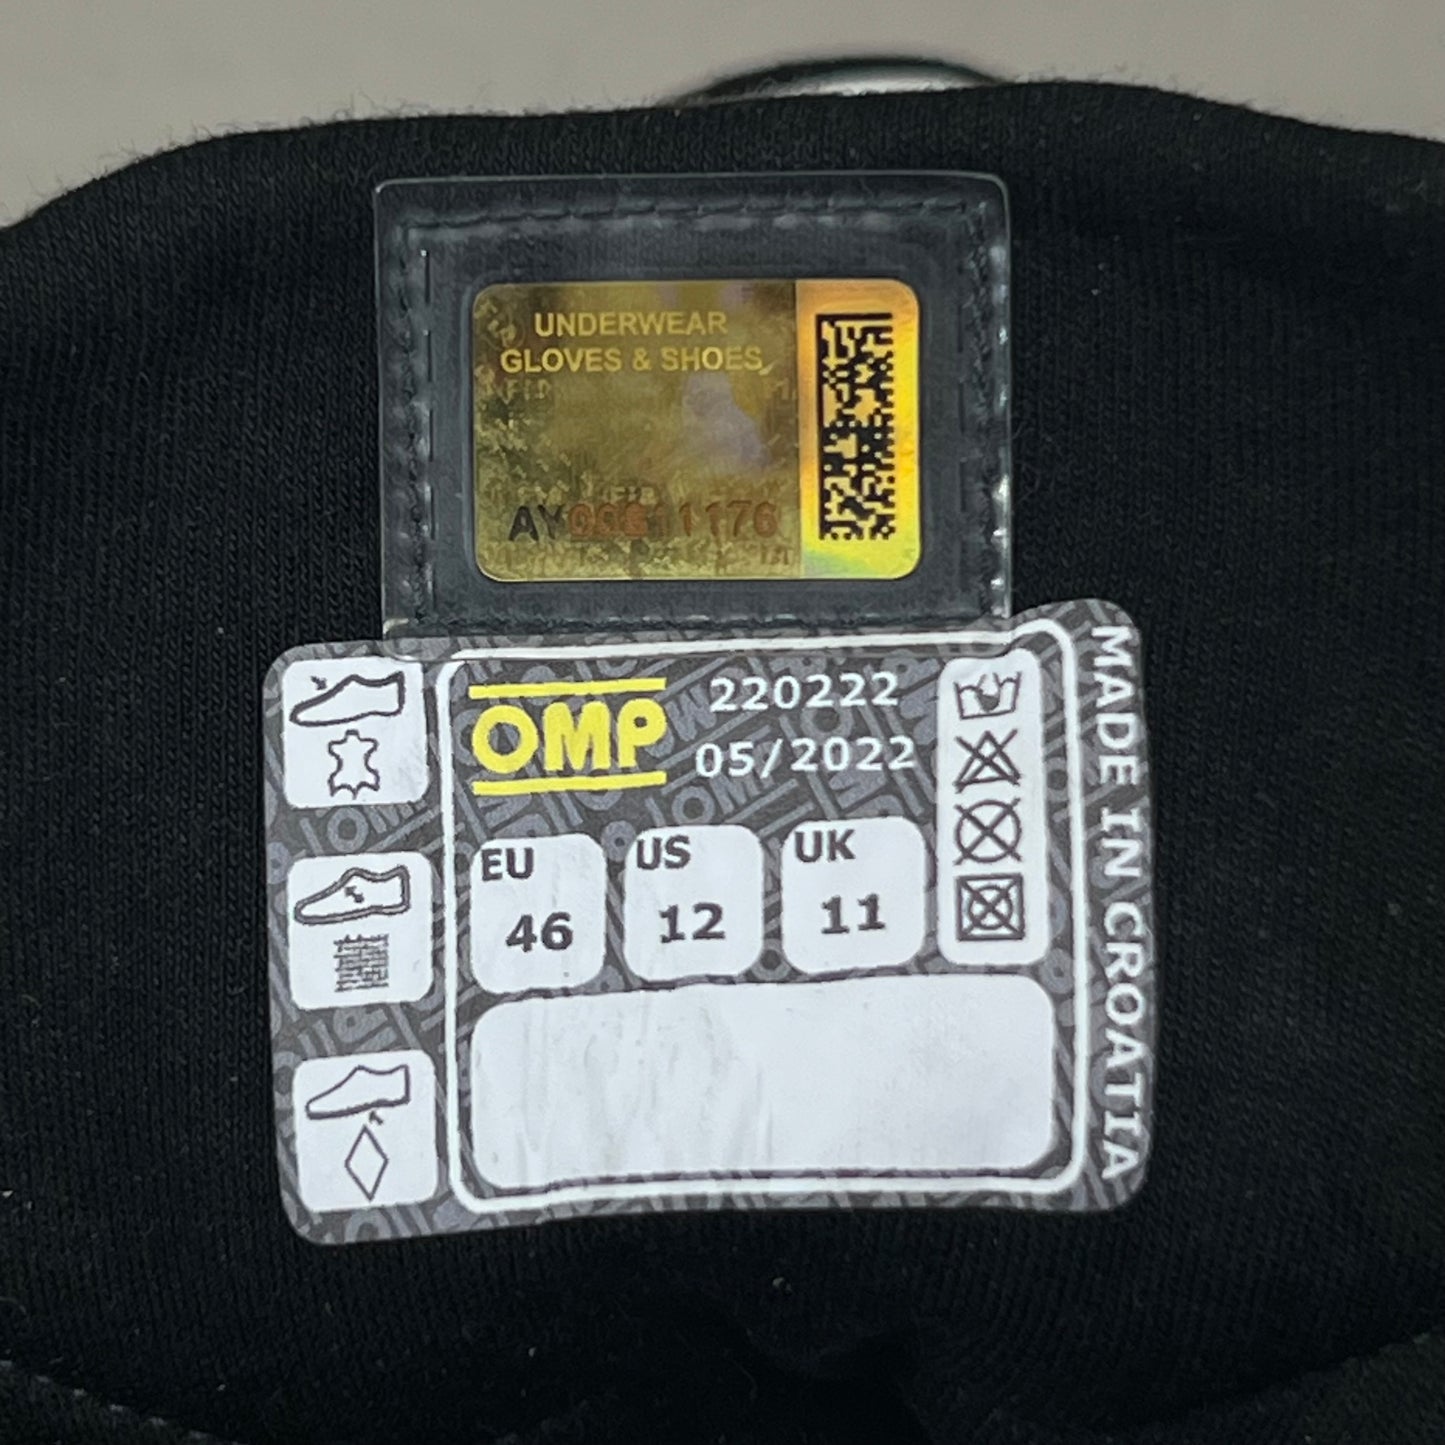 UNDERWEAR
GLOVES & SHOES
OMP
220222
05/2022
EU
46
US
12
UK
11
MADE IN CROATIA